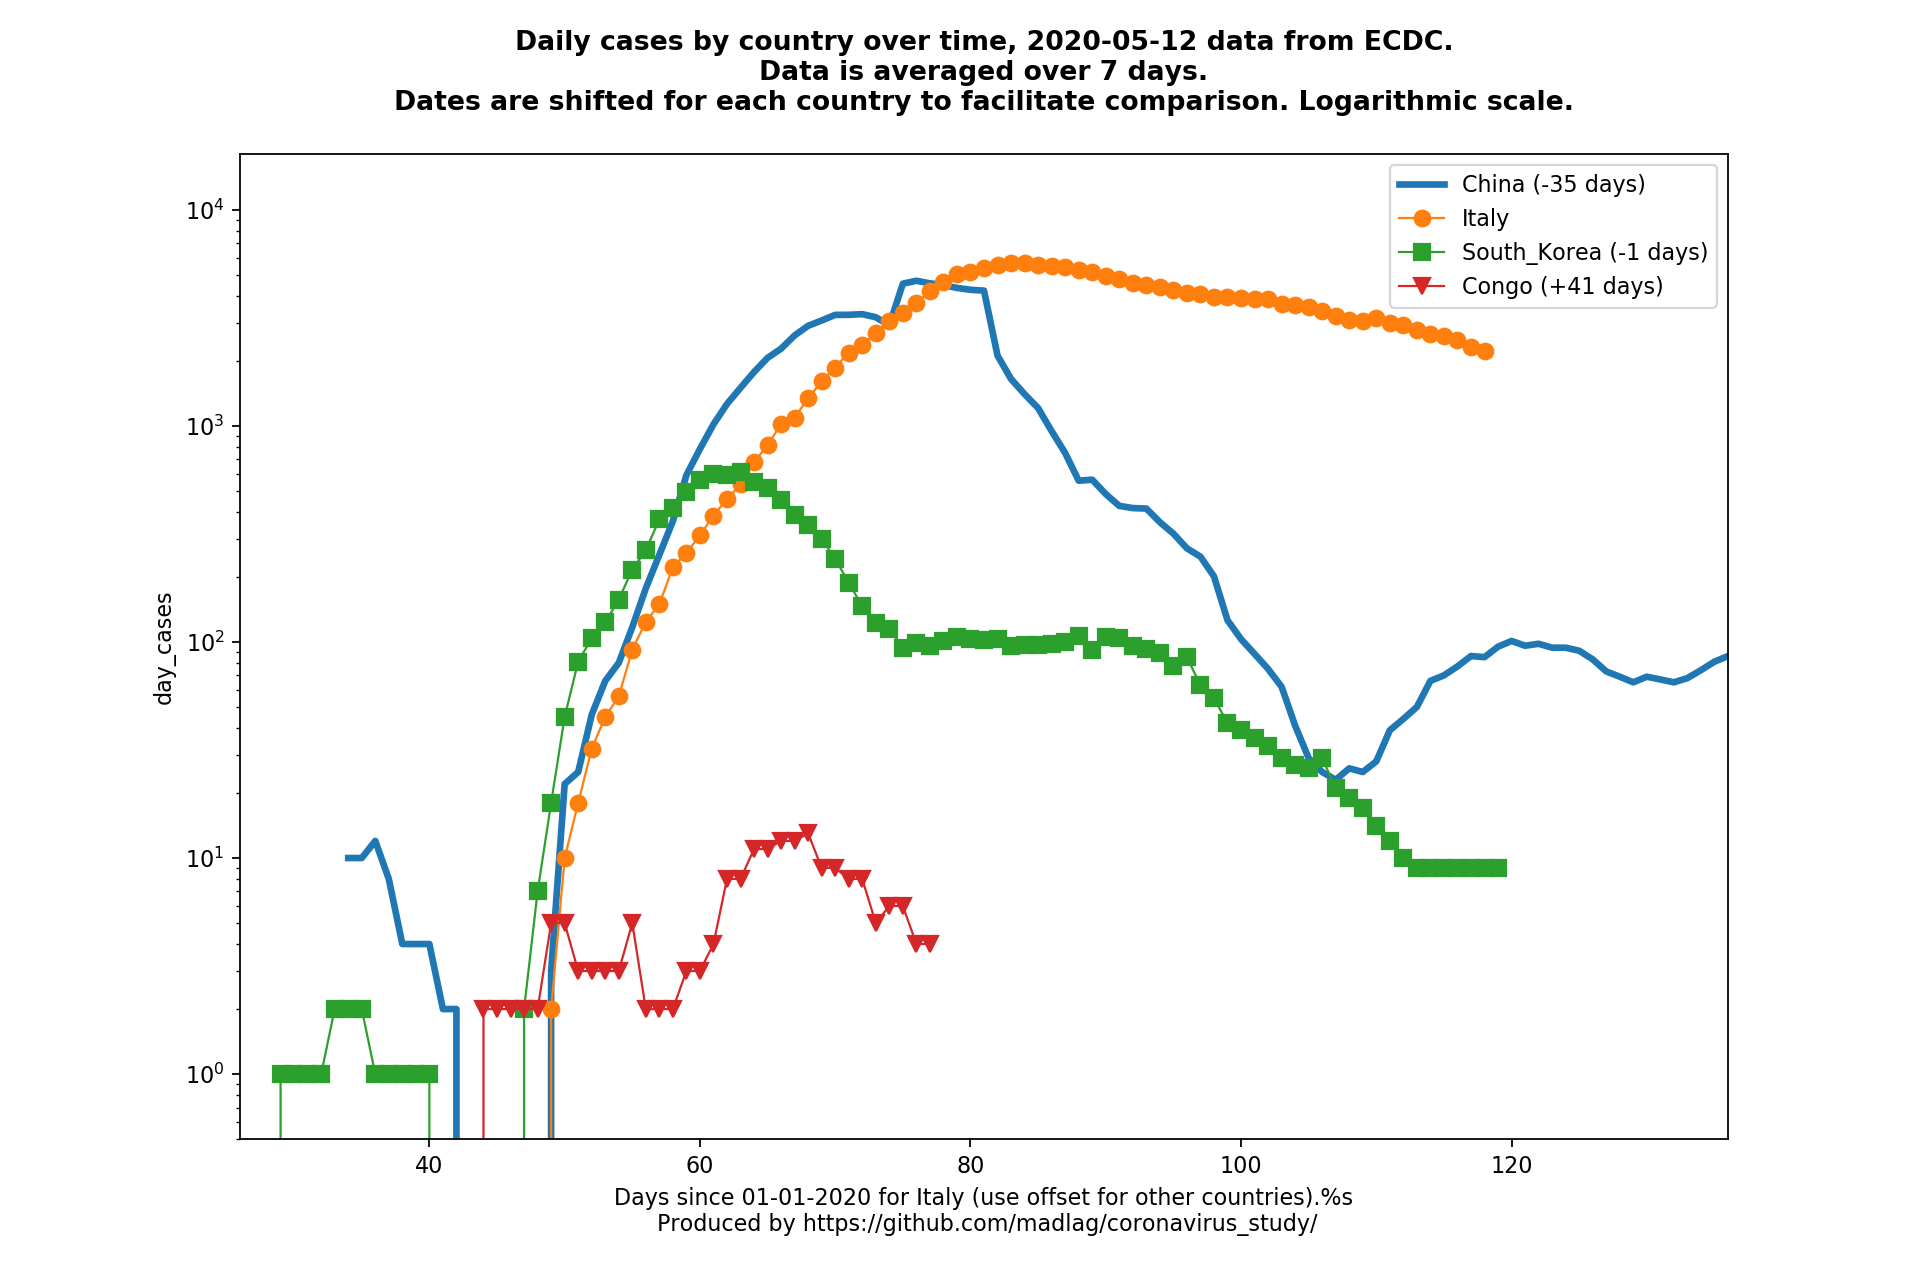 Daily cases by country over time, 2020-05-12 data from ECDC.
Data is averaged over 7 days.
Dates are shifted for each country to facilitate comparison. Logarithmic scale.
China (-35 days)
Italy
South_Korea (-1 days)
Congo (+41 days)
day_cases
10⁴
10³
10²
10¹
10⁰
40 60 80 100 120
Days since 01-01-2020 for Italy (use offset for other countries).%s
Produced by https://github.com/madlag/coronavirus_study/